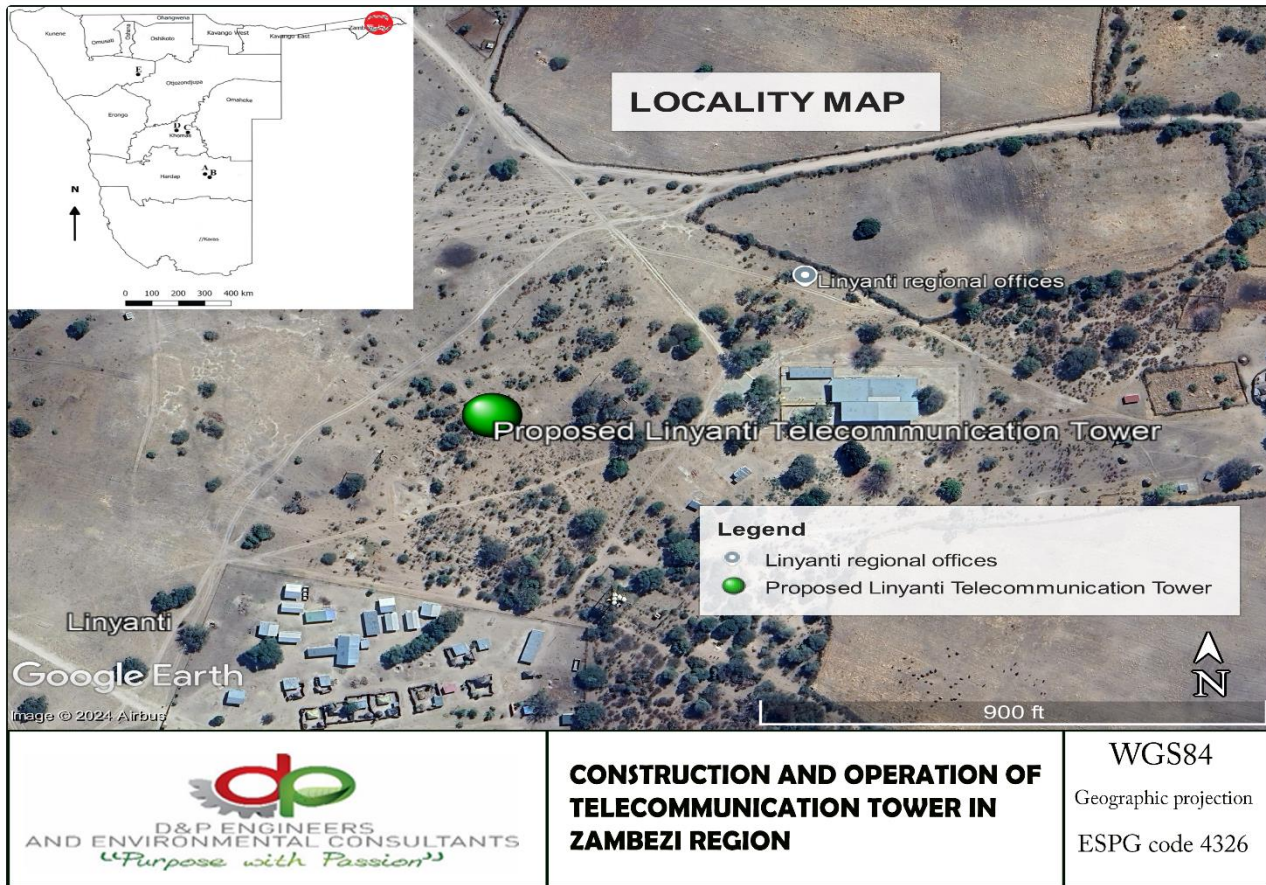 Ohangwena
Kunene
Omusati
Oshana
Oshikoto
Kavango West
Kavango East
Zambezi
E
Otjozondjupa
Omaheke
Erongo
D
C
Khomas
A
B
Hardap
//Karas
N
0 100 200 300 400 km
LOCALITY MAP
Linyanti regional offices
Proposed Linyanti Telecommunication Tower
Legend
Linyanti regional offices
Proposed Linyanti Telecommunication Tower
Linyanti
Google Earth
Image © 2024 Airbus
N
900 ft
dp
D&P ENGINEERS
AND ENVIRONMENTAL CONSULTANTS
"Purpose with Passion"
CONSTRUCTION AND OPERATION OF
TELECOMMUNICATION TOWER IN
ZAMBEZI REGION
WGS84
Geographic projection
ESPG code 4326